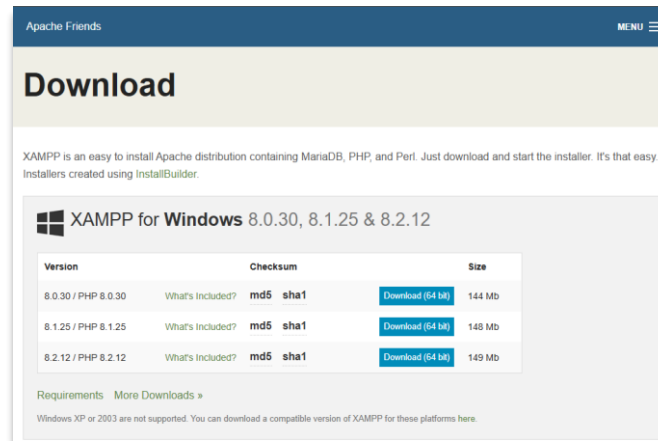 Apache Friends MENU
Download
XAMPP is an easy to install Apache distribution containing MariaDB, PHP, and Perl. Just download and start the installer. It's that easy.
Installers created using InstallBuilder.
XAMPP for Windows 8.0.30, 8.1.25 & 8.2.12
Version Checksum Size
8.0.30 / PHP 8.0.30 What's Included? md5 sha1 Download (64 bit) 144 Mb
8.1.25 / PHP 8.1.25 What's Included? md5 sha1 Download (64 bit) 148 Mb
8.2.12 / PHP 8.2.12 What's Included? md5 sha1 Download (64 bit) 149 Mb
Requirements More Downloads »
Windows XP or 2003 are not supported. You can download a compatible version of XAMPP for these platforms here.